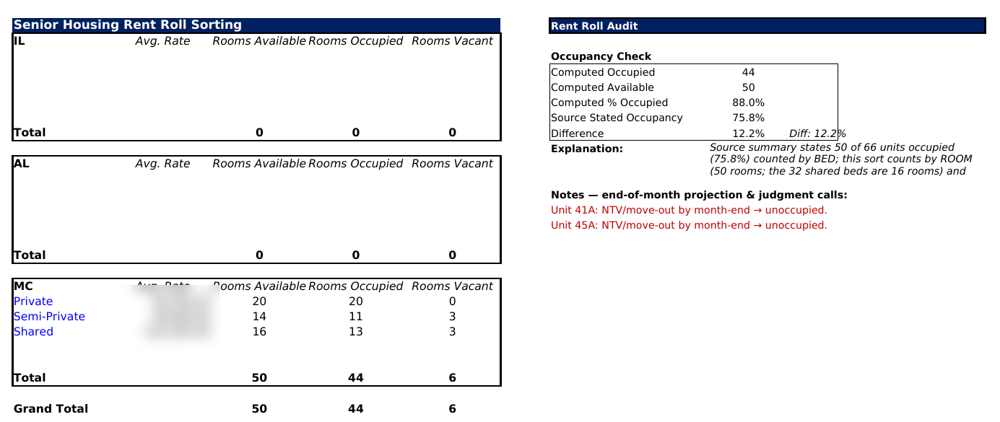 Senior Housing Rent Roll Sorting
IL Avg. Rate Rooms Available Rooms Occupied Rooms Vacant
Total 0 0 0
AL Avg. Rate Rooms Available Rooms Occupied Rooms Vacant
Total 0 0 0
MC Avg. Rate Rooms Available Rooms Occupied Rooms Vacant
Private 20 20 0
Semi-Private 14 11 3
Shared 16 13 3
Total 50 44 6
Grand Total 50 44 6
Rent Roll Audit
Occupancy Check
Computed Occupied 44
Computed Available 50
Computed % Occupied 88.0%
Source Stated Occupancy 75.8%
Difference 12.2% Diff: 12.2%
Explanation: Source summary states 50 of 66 units occupied
(75.8%) counted by BED; this sort counts by ROOM
(50 rooms; the 32 shared beds are 16 rooms) and
Notes — end-of-month projection & judgment calls:
Unit 41A: NTV/move-out by month-end → unoccupied.
Unit 45A: NTV/move-out by month-end → unoccupied.